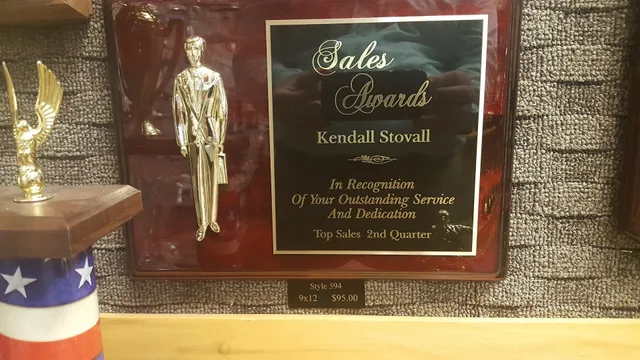 Sales
Awards
Kendall Stovall
In Recognition
Of Your Outstanding Service
And Dedication
Top Sales 2nd Quarter
Style 594
9x12 $95.00